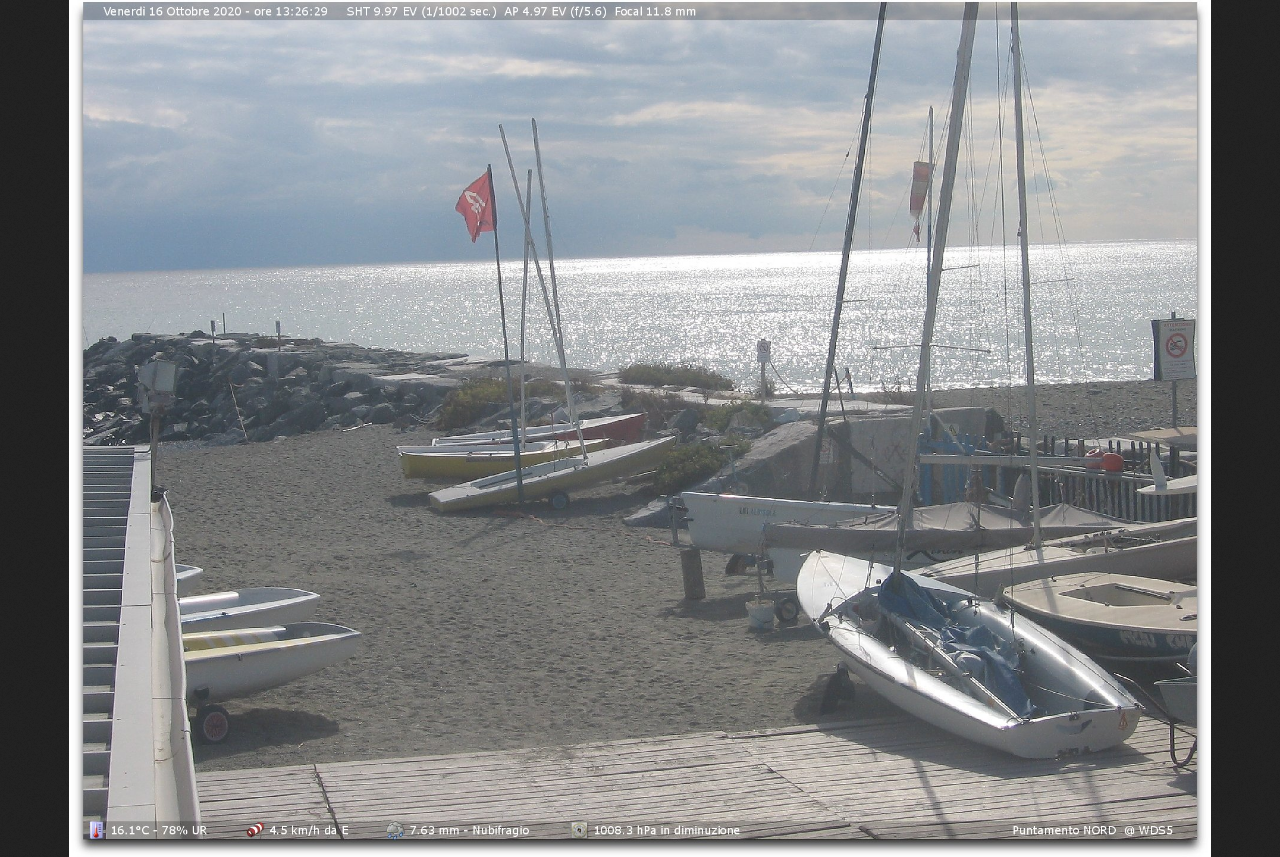 Venerdi 16 Ottobre 2020 - ore 13:26:29 SHT 9.97 EV (1/1002 sec.) AP 4.97 EV (f/5.6) Focal 11.8 mm
16.1°C - 78% UR 4.5 km/h da E 7.63 mm - Nubifragio 1008.3 hPa in diminuzione Puntamento NORD @ WDS5